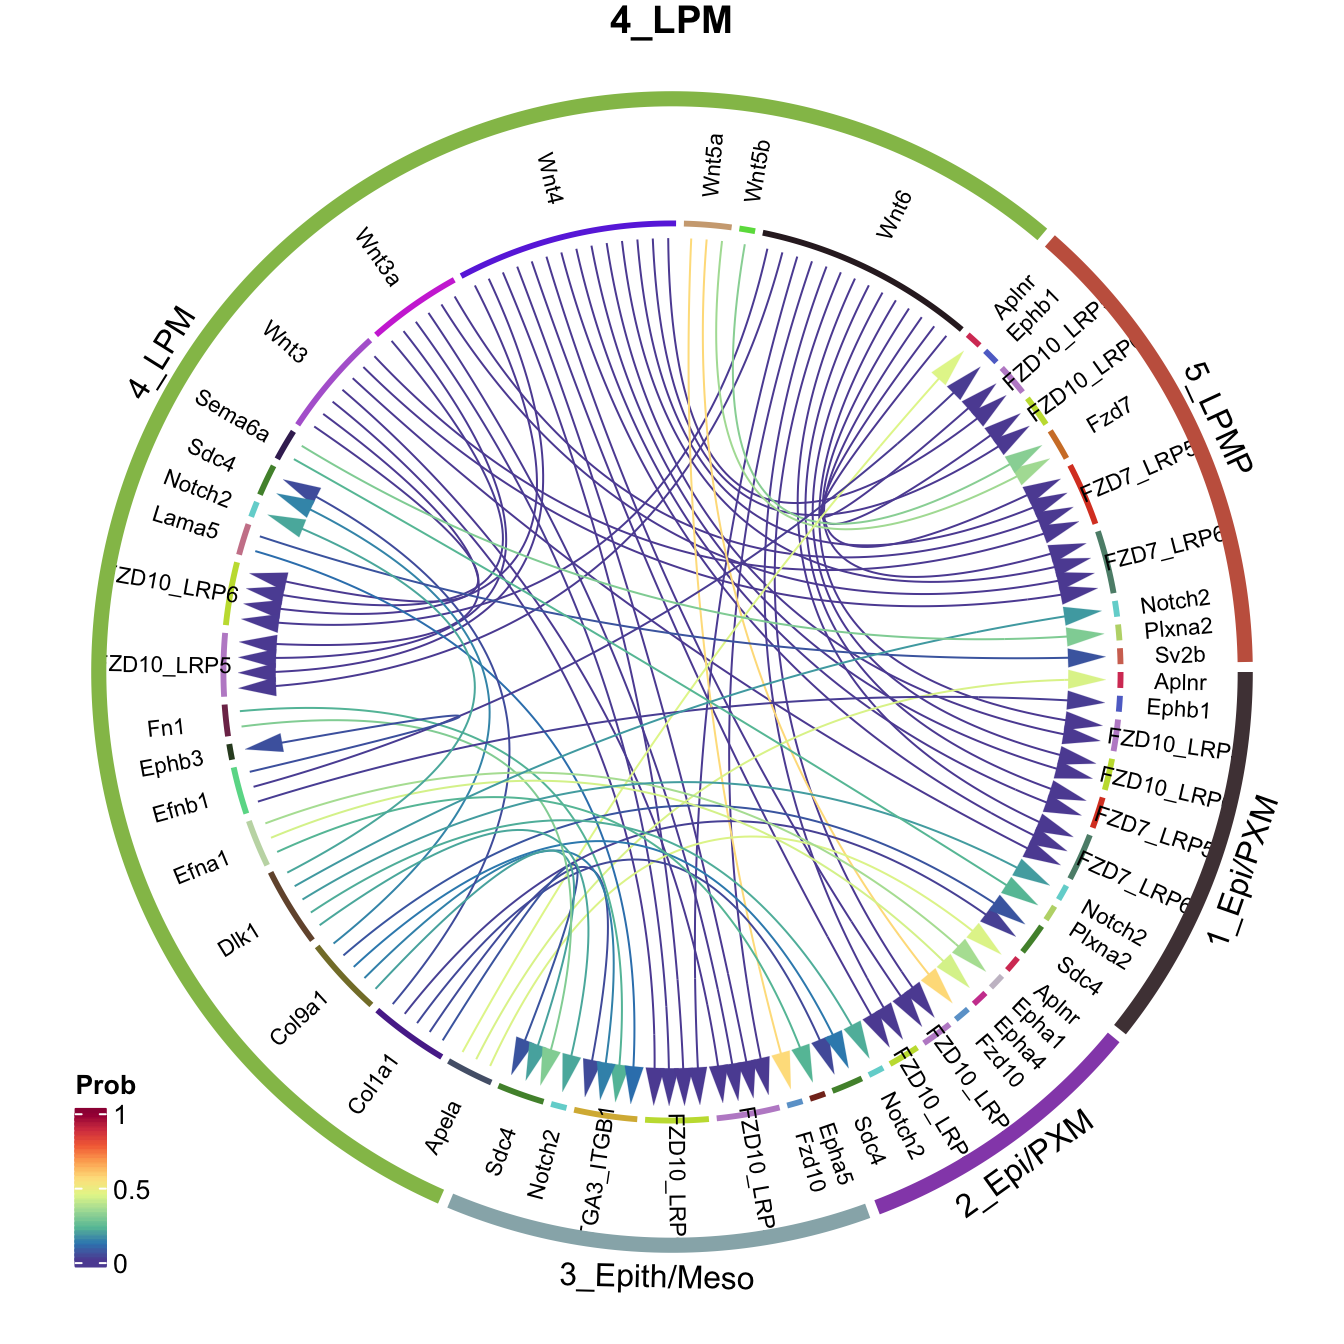 4_LPM
Wnt5a
Wnt5b
Wnt4
Wnt6
Wnt3a
Wnt3
4_LPM
Sema6a
Sdc4
Notch2
Lama5
ZD10_LRP6
ZD10_LRP5
Fn1
Ephb3
Efnb1
Efna1
Dlk1
Col9a1
Col1a1
Apela
Aplnr
Ephb1
FZD10_LRP
FZD10_LRP
Fzd7
FZD7_LRP5
FZD7_LRP6
Notch2
Plxna2
Sv2b
5_LPMP
Aplnr
Ephb1
FZD10_LRP
FZD10_LRP
FZD7_LRP5
FZD7_LRP6
Notch2
Plxna2
Sdc4
1_Epi/PXM
Aplnr
Epha1
Epha4
Fzd10
FZD10_LRP
FZD10_LRP
Notch2
Sdc4
2_Epi/PXM
Epha5
Fzd10
FZD10_LRP
FZD10_LRP
GA3_ITGB1
Notch2
Sdc4
3_Epith/Meso
Prob
1
0.5
0